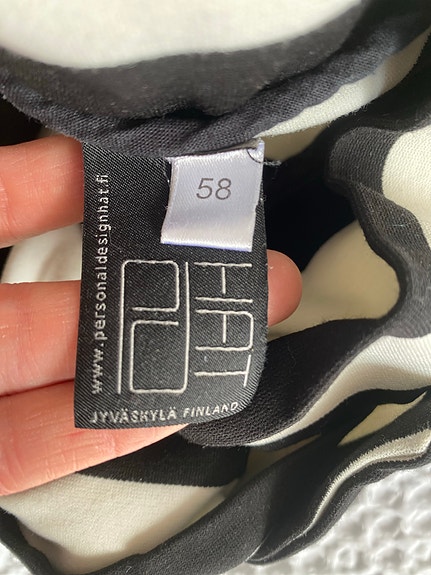 58
www.personaldesignhat.fi
PD
HAT
JYVÄSKYLÄ FINLAND